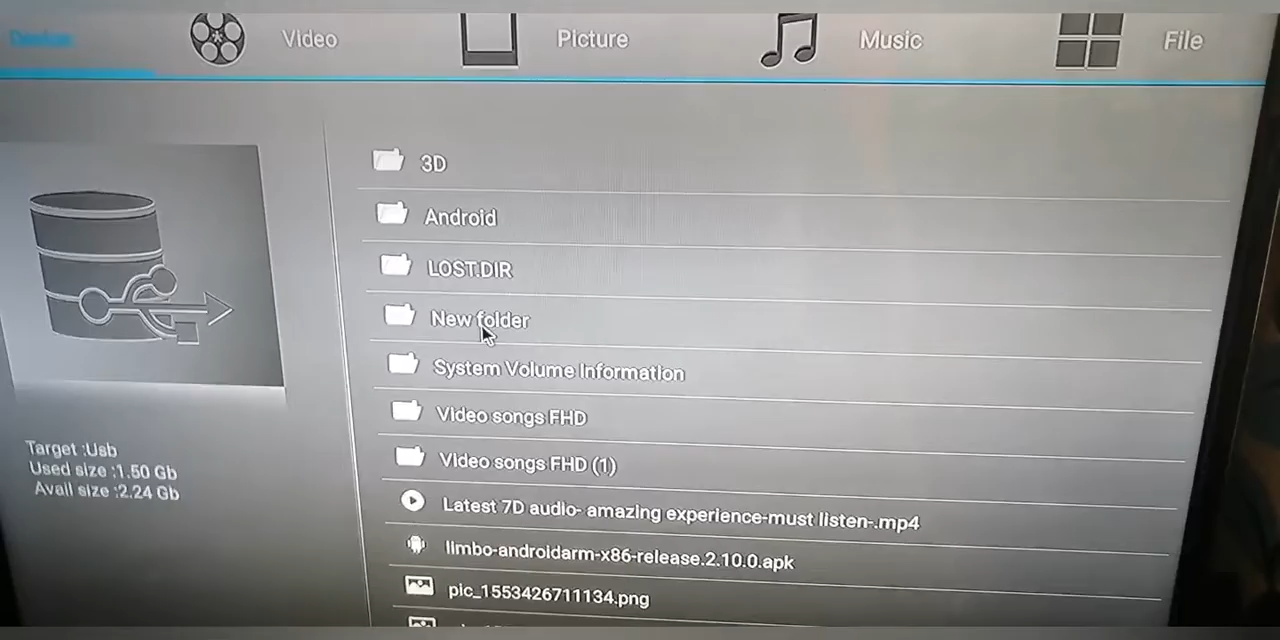 Video
Picture
Music
File
3D
Android
LOST.DIR
New folder
System Volume Information
Video songs FHD
Video songs FHD (1)
Latest 7D audio- amazing experience-must listen-.mp4
limbo-androidarm-x86-release.2.10.0.apk
pic_1553426711134.png
Target :Usb
Used size :1.50 Gb
Avail size :2.24 Gb